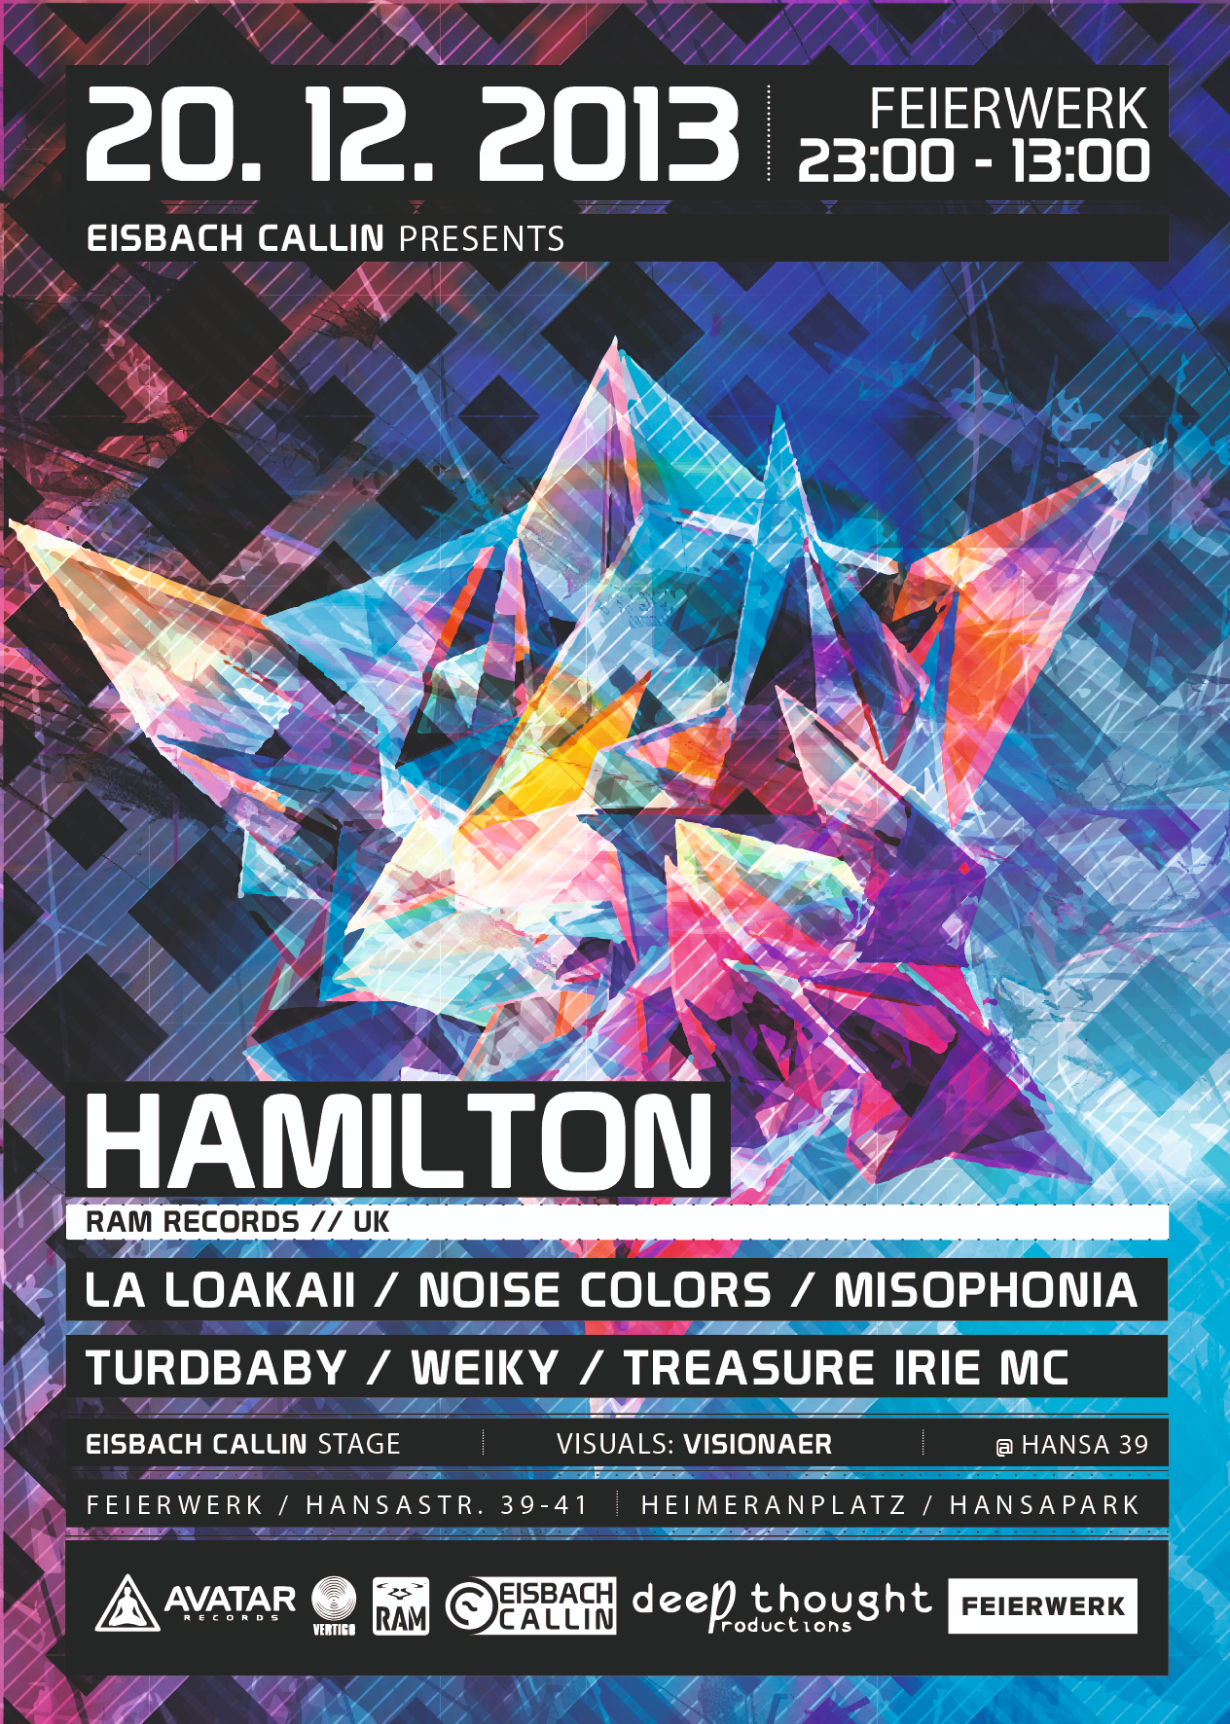 20. 12. 2013
FEIERWERK
23:00 - 13:00
EISBACH CALLIN PRESENTS
HAMILTON
RAM RECORDS // UK
LA LOAKAII / NOISE COLORS / MISOPHONIA
TURDBABY / WEIKY / TREASURE IRIE MC
EISBACH CALLIN STAGE
VISUALS: VISIONAER
@ HANSA 39
FEIERWERK / HANSASTR. 39-41
HEIMERANPLATZ / HANSAPARK
AVATAR
RECORDS
VERTIGO
RAM
EISBACH
CALLIN
deep thought
productions
FEIERWERK